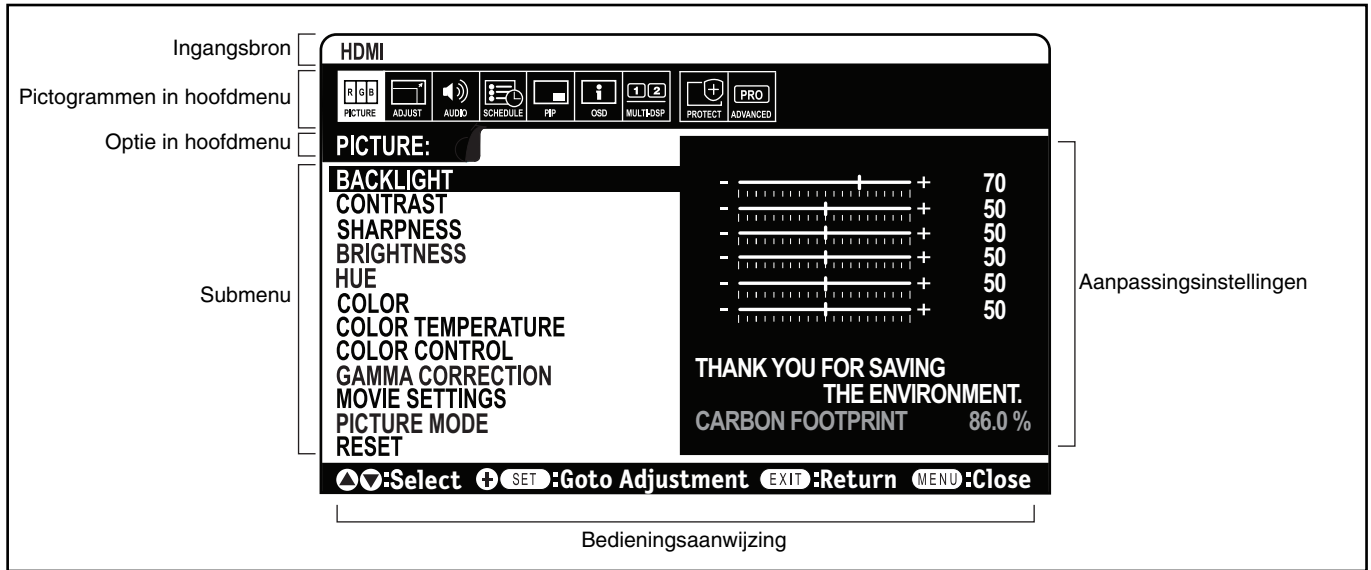 Ingangsbron
HDMI
Pictogrammen in hoofdmenu
R G B
PICTURE
ADJUST
AUDIO
SCHEDULE
PIP
OSD
1 2
MULTI-DSP
PROTECT
PRO
ADVANCED
Optie in hoofdmenu
PICTURE:
Submenu
BACKLIGHT
- + 70
CONTRAST
- + 50
SHARPNESS
- + 50
BRIGHTNESS
- + 50
HUE
- + 50
COLOR
- + 50
COLOR TEMPERATURE
COLOR CONTROL
GAMMA CORRECTION
MOVIE SETTINGS
PICTURE MODE
RESET
THANK YOU FOR SAVING
THE ENVIRONMENT.
CARBON FOOTPRINT 86.0 %
Aanpassingsinstellingen
:Select SET :Goto Adjustment EXIT :Return MENU :Close
Bedieningsaanwijzing